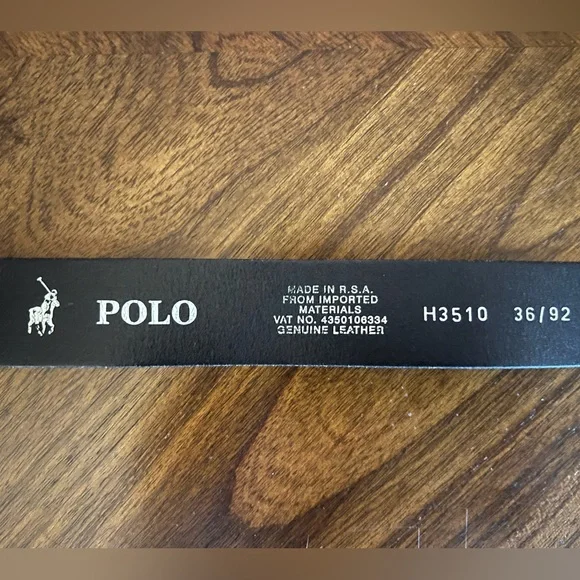 POLO
MADE IN R.S.A.
FROM IMPORTED
MATERIALS
VAT NO. 4350106334
GENUINE LEATHER
H3510 36/92